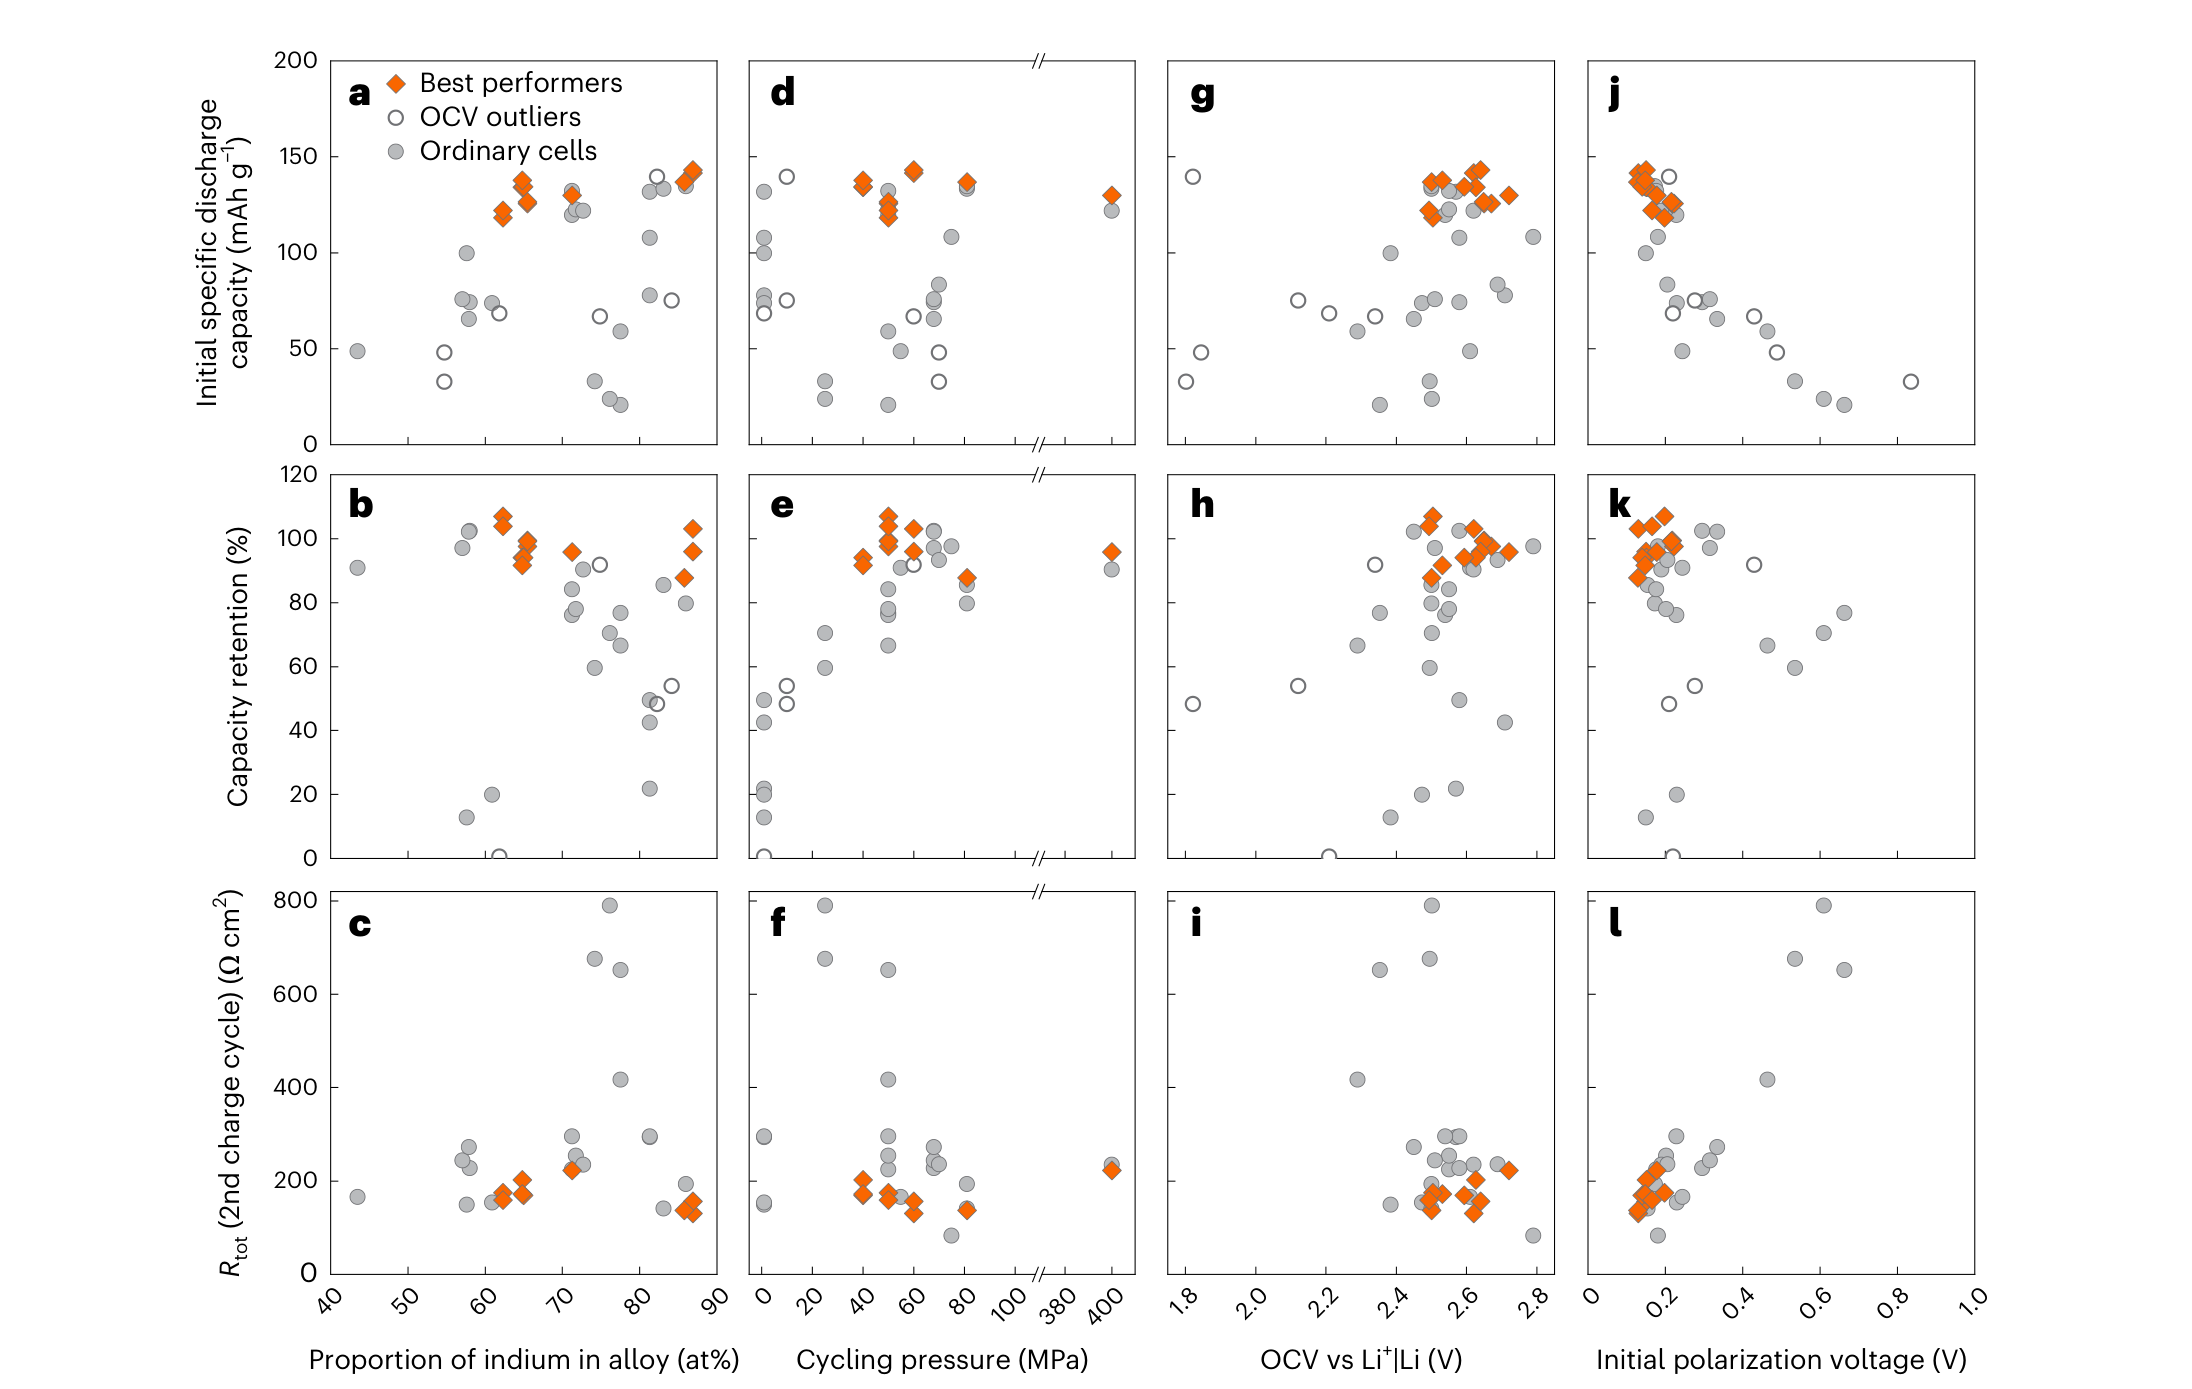 200
150
100
50
0
Initial specific discharge
capacity (mAh g⁻¹)
a
Best performers
OCV outliers
Ordinary cells
d
g
j
120
100
80
60
40
20
0
Capacity retention (%)
b
e
h
k
800
600
400
200
0
Rtot (2nd charge cycle) (Ω cm²)
c
f
i
l
40 50 60 70 80 90
Proportion of indium in alloy (at%)
0 20 40 60 80 100 380 400
Cycling pressure (MPa)
1.8 2.0 2.2 2.4 2.6 2.8
OCV vs Li⁺|Li (V)
0 0.2 0.4 0.6 0.8 1.0
Initial polarization voltage (V)